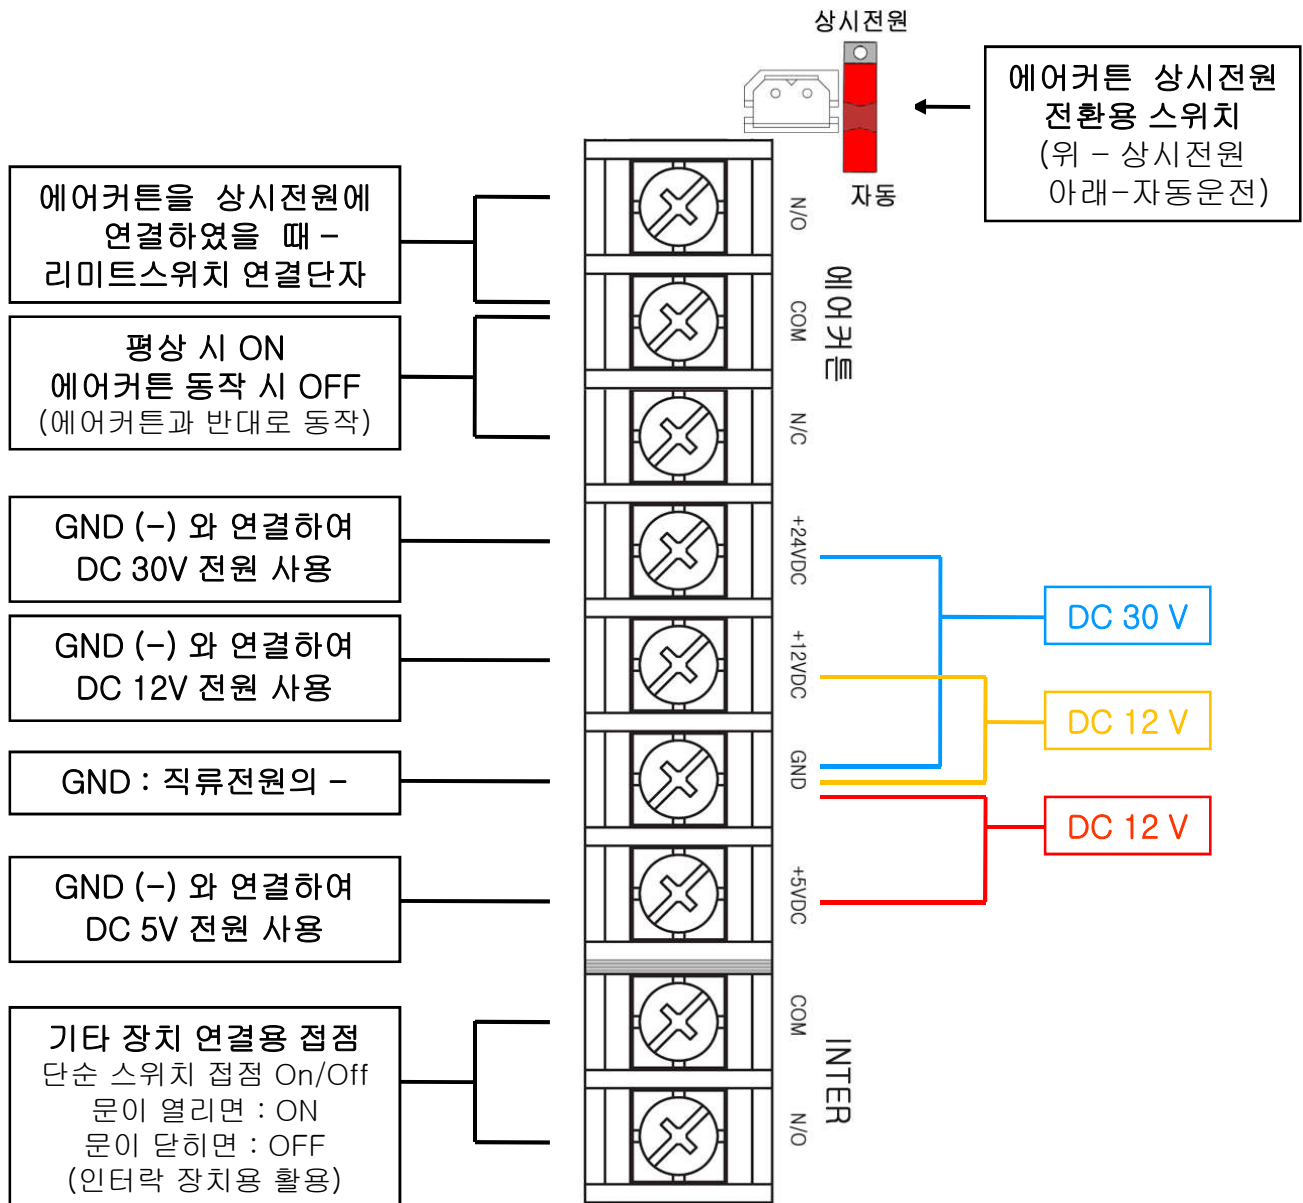 상시전원
에어커튼 상시전원
전환용 스위치
(위 - 상시전원
아래-자동운전)
자동
에어커튼을 상시전원에
연결하였을 때 -
리미트스위치 연결단자
평상 시 ON
에어커튼 동작 시 OFF
(에어커튼과 반대로 동작)
GND (-) 와 연결하여
DC 30V 전원 사용
GND (-) 와 연결하여
DC 12V 전원 사용
GND : 직류전원의 -
GND (-) 와 연결하여
DC 5V 전원 사용
기타 장치 연결용 접점
단순 스위치 접점 On/Off
문이 열리면 : ON
문이 닫히면 : OFF
(인터락 장치용 활용)
N/O
COM
N/C
에어커튼
+24VDC
+12VDC
GND
+5VDC
COM
N/O
INTER
DC 30 V
DC 12 V
DC 12 V